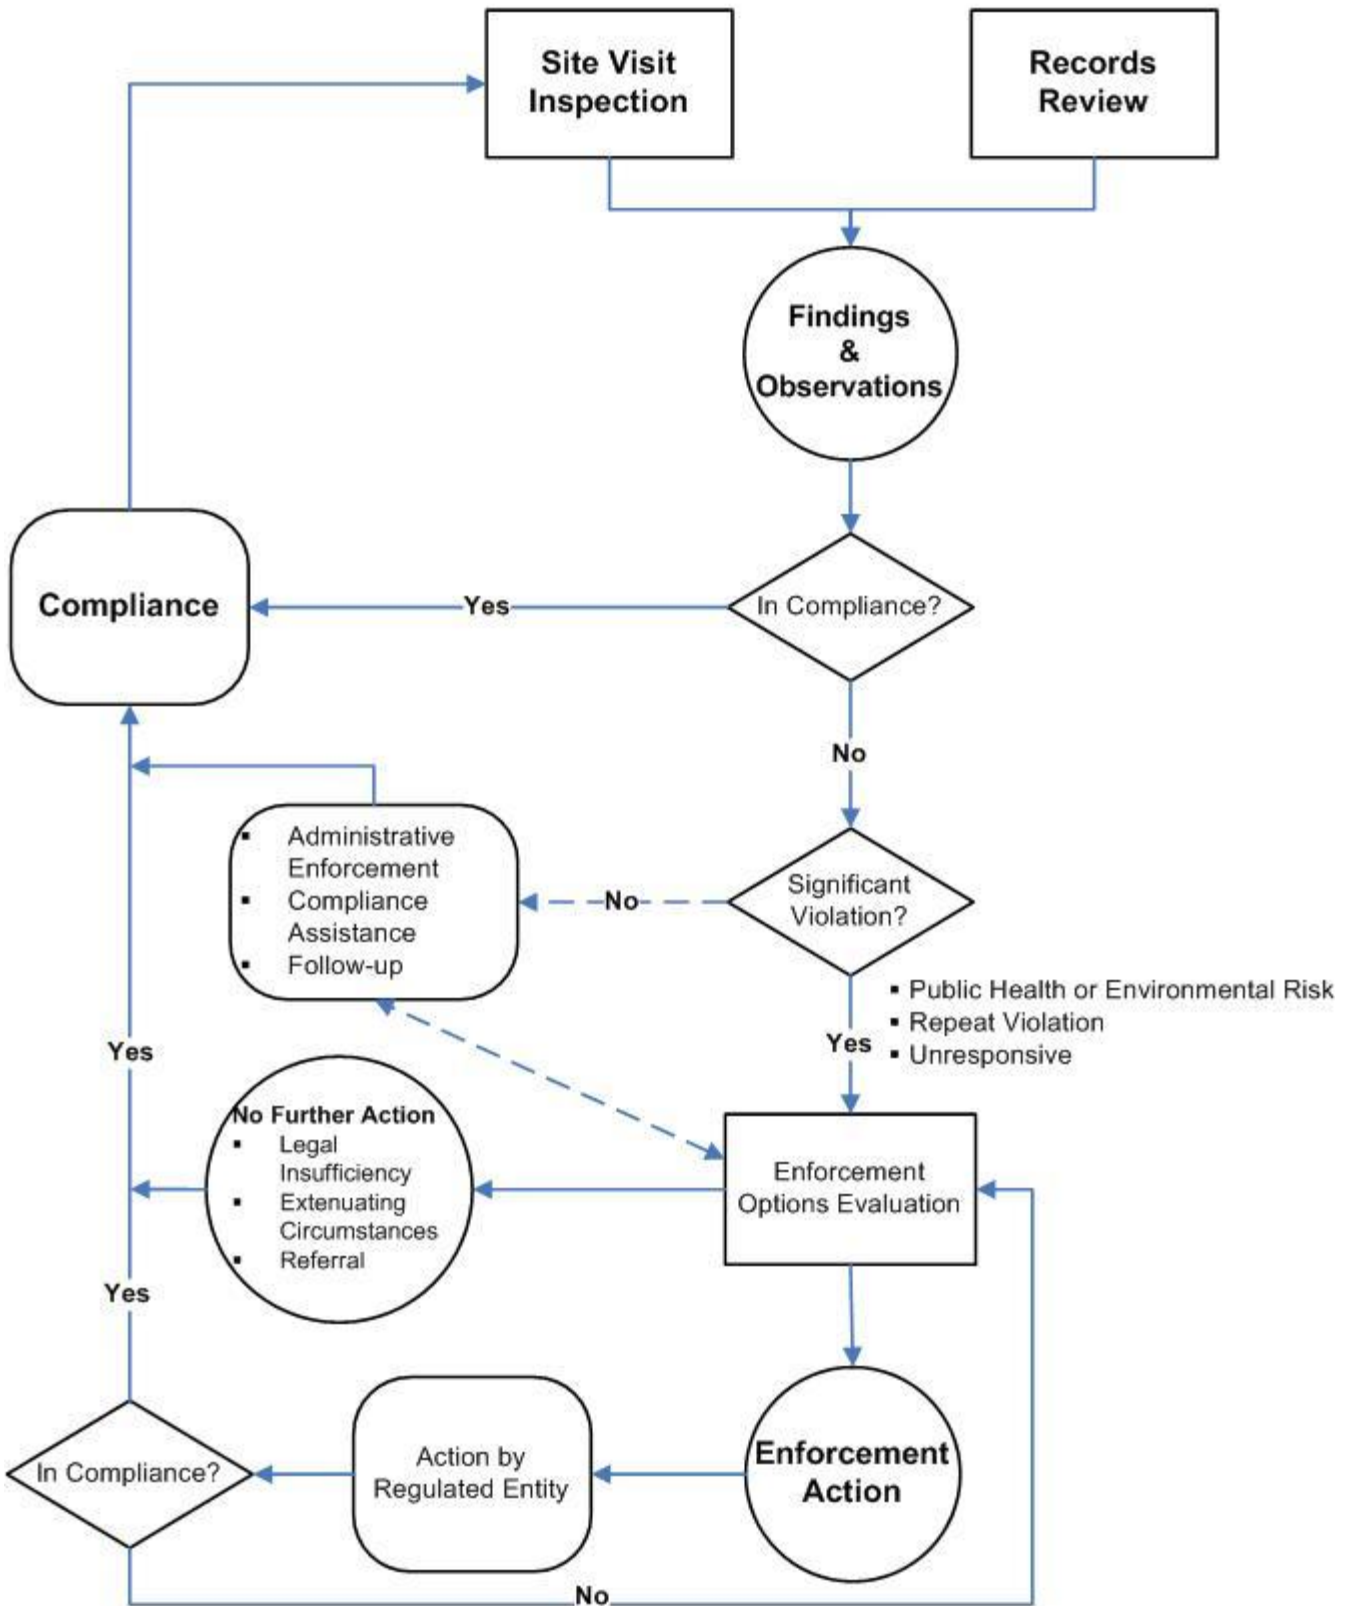 Site Visit
Inspection
Records
Review
Findings
&
Observations
Compliance
Yes
In Compliance?
No
▪ Administrative
Enforcement
▪ Compliance
Assistance
▪ Follow-up
No
Significant
Violation?
▪ Public Health or Environmental Risk
▪ Repeat Violation
▪ Unresponsive
Yes
Yes
No Further Action
▪ Legal
Insufficiency
▪ Extenuating
Circumstances
▪ Referral
Enforcement
Options Evaluation
Yes
In Compliance?
Action by
Regulated Entity
Enforcement
Action
No